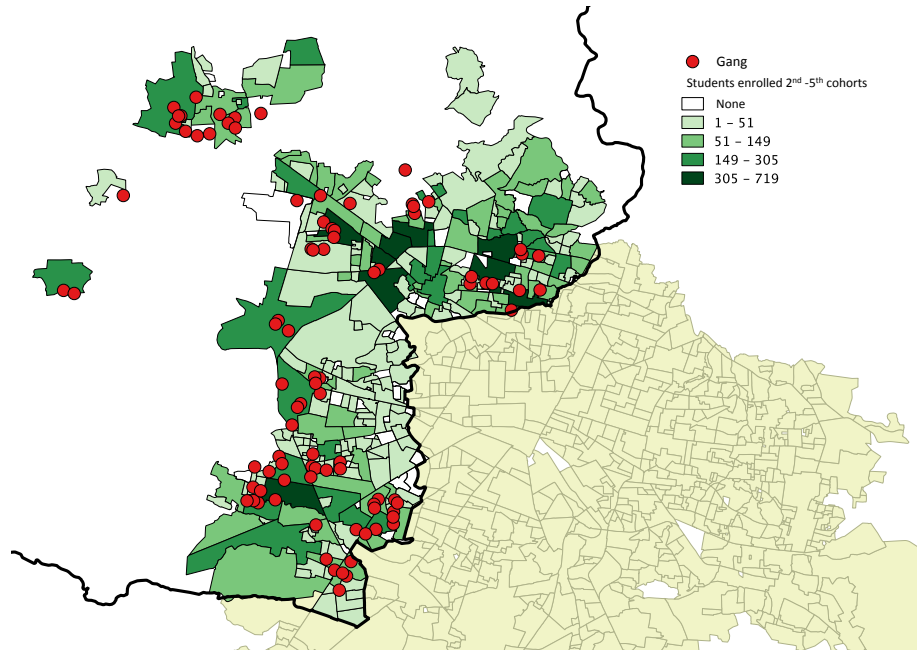 Gang
Students enrolled 2nd -5th cohorts
None
1 – 51
51 – 149
149 – 305
305 – 719